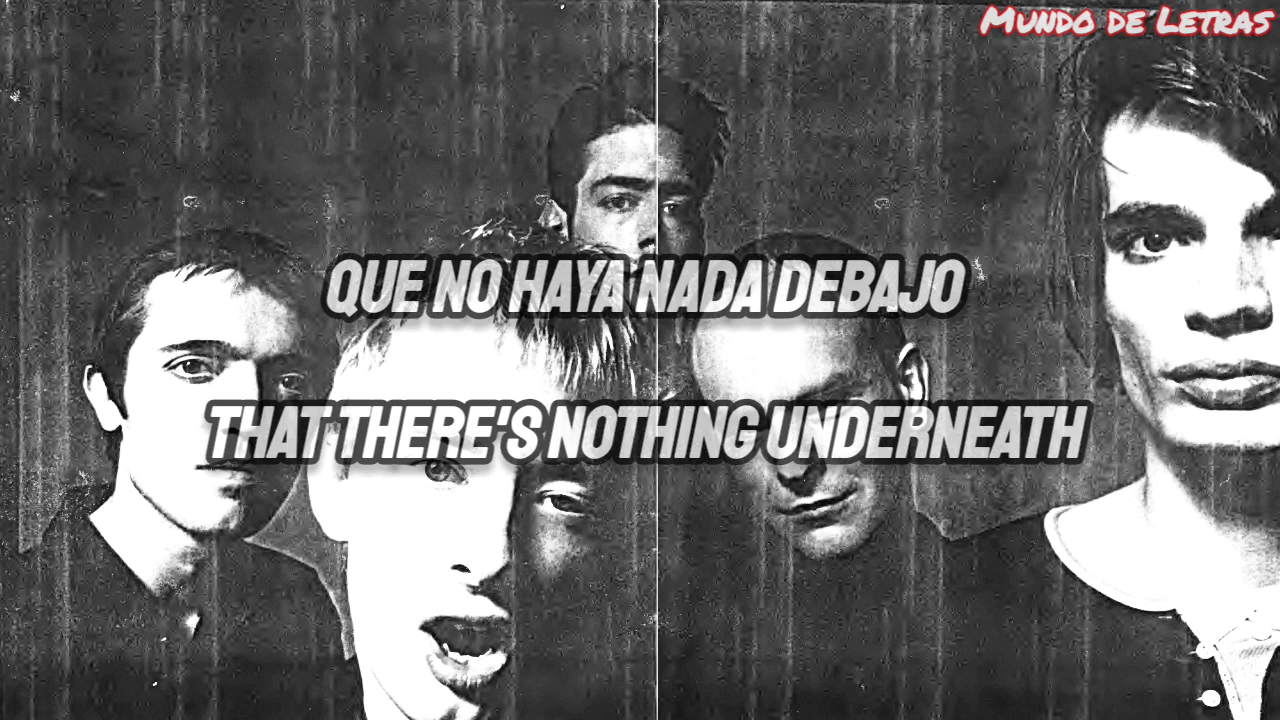 Mundo de Letras
QUE NO HAYA NADA DEBAJO
THAT THERE'S NOTHING UNDERNEATH